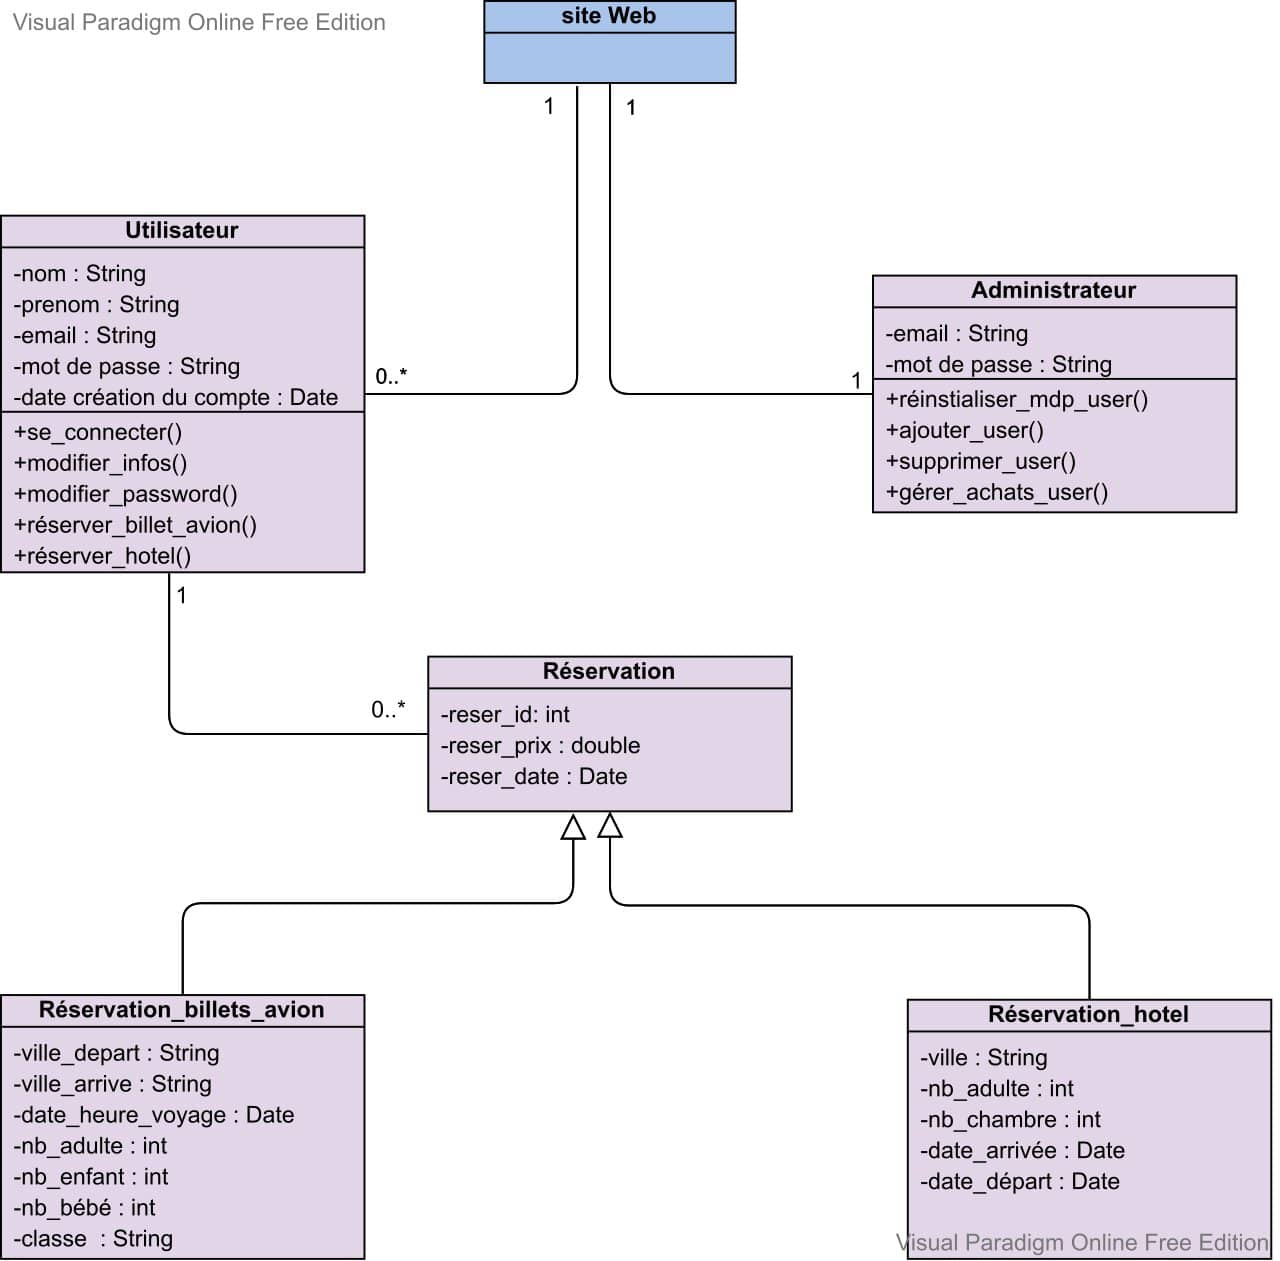 Visual Paradigm Online Free Edition
site Web
1
1
Utilisateur
-nom : String
-prenom : String
-email : String
-mot de passe : String
-date création du compte : Date
+se_connecter()
+modifier_infos()
+modifier_password()
+réserver_billet_avion()
+réserver_hotel()
0..*
Administrateur
-email : String
-mot de passe : String
+réinstialiser_mdp_user()
+ajouter_user()
+supprimer_user()
+gérer_achats_user()
1
1
0..*
Réservation
-reser_id: int
-reser_prix : double
-reser_date : Date
Réservation_billets_avion
-ville_depart : String
-ville_arrive : String
-date_heure_voyage : Date
-nb_adulte : int
-nb_enfant : int
-nb_bébé : int
-classe  : String
Réservation_hotel
-ville : String
-nb_adulte : int
-nb_chambre : int
-date_arrivée : Date
-date_départ : Date
Visual Paradigm Online Free Edition